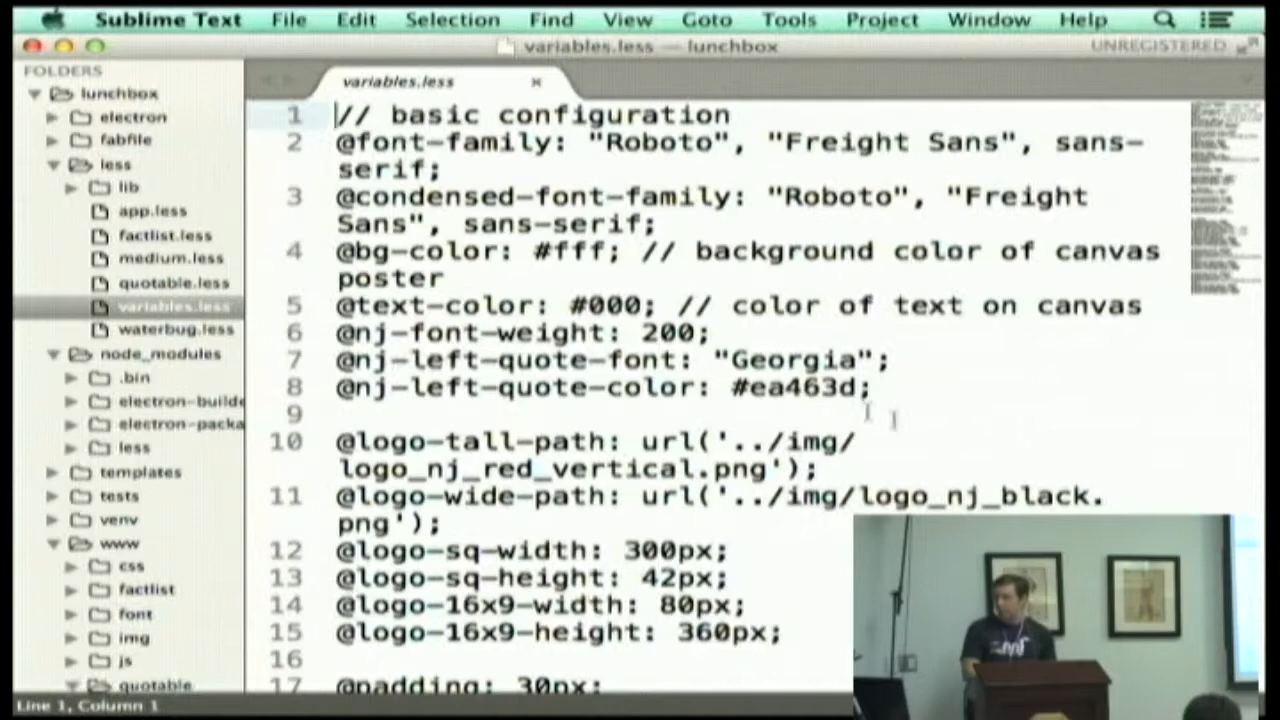 Sublime Text File Edit Selection Find View Goto Tools Project Window Help
variables.less — lunchbox
UNREGISTERED
FOLDERS
lunchbox
electron
fabfile
less
lib
app.less
factlist.less
medium.less
quotable.less
variables.less
waterbug.less
node_modules
.bin
electron-builde
electron-packa
less
templates
tests
venv
www
css
factlist
font
img
js
quotable
variables.less
1 // basic configuration
2 @font-family: "Roboto", "Freight Sans", sans-
serif;
3 @condensed-font-family: "Roboto", "Freight
Sans", sans-serif;
4 @bg-color: #fff; // background color of canvas
poster
5 @text-color: #000; // color of text on canvas
6 @nj-font-weight: 200;
7 @nj-left-quote-font: "Georgia";
8 @nj-left-quote-color: #ea463d;
9
10 @logo-tall-path: url('../img/
logo_nj_red_vertical.png');
11 @logo-wide-path: url('../img/logo_nj_black.
png');
12 @logo-sq-width: 300px;
13 @logo-sq-height: 42px;
14 @logo-16x9-width: 80px;
15 @logo-16x9-height: 360px;
16
17 @padding: 30px;
Line 1, Column 1